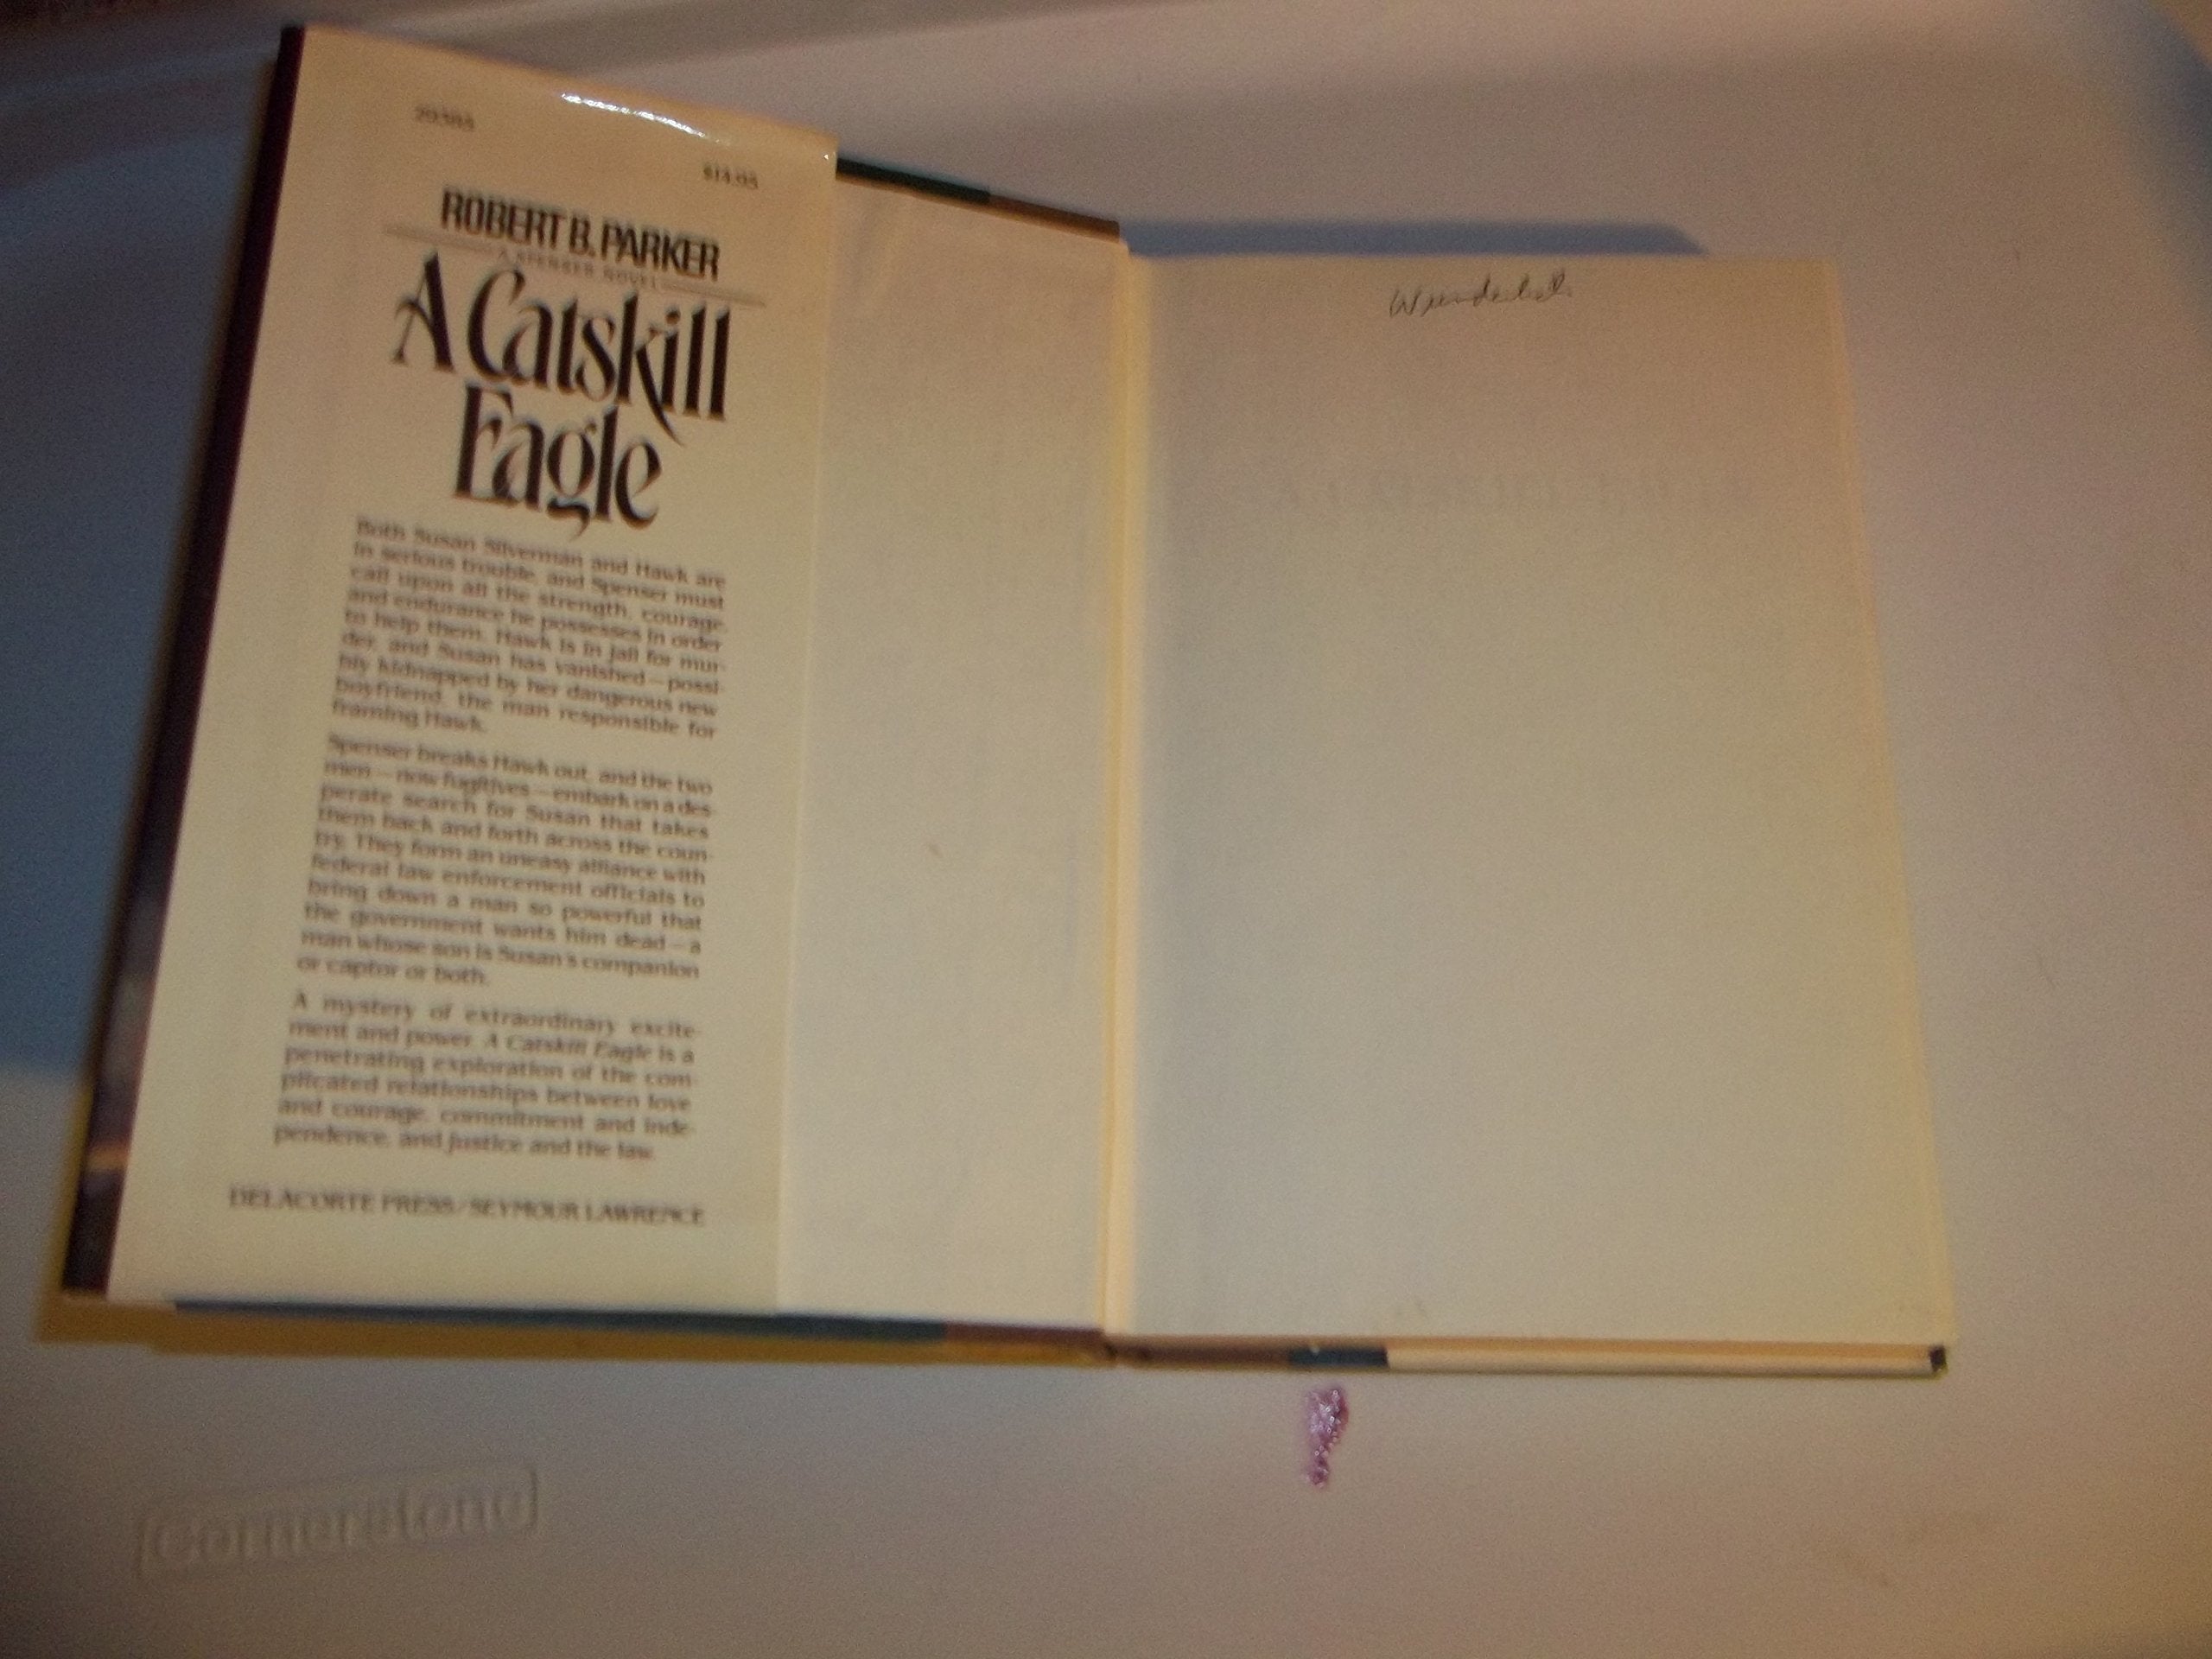 $14.95
ROBERT B. PARKER
A SPENSER NOVEL
A Catskill
Eagle
Both Susan Silverman and Hawk are
in serious trouble, and Spenser must
call upon all the strength, courage
and endurance he possesses in order
to help them. Hawk is in jail for mur-
der, and Susan has vanished—possi-
bly kidnapped by her dangerous new
boyfriend, the man responsible for
framing Hawk.
Spenser breaks Hawk out, and the two
men—now fugitives—embark on a des-
perate search for Susan that takes
them back and forth across the coun-
try. They form an uneasy alliance with
federal law enforcement officials to
bring down a man so powerful that
the government wants him dead—a
man whose son is Susan's companion
or captor or both.
A mystery of extraordinary excite-
ment and power, A Catskill Eagle is a
penetrating exploration of the com-
plicated relationships between love
and courage, commitment and inde-
pendence, and justice and the law.
DELACORTE PRESS/SEYMOUR LAWRENCE
Cornerstone